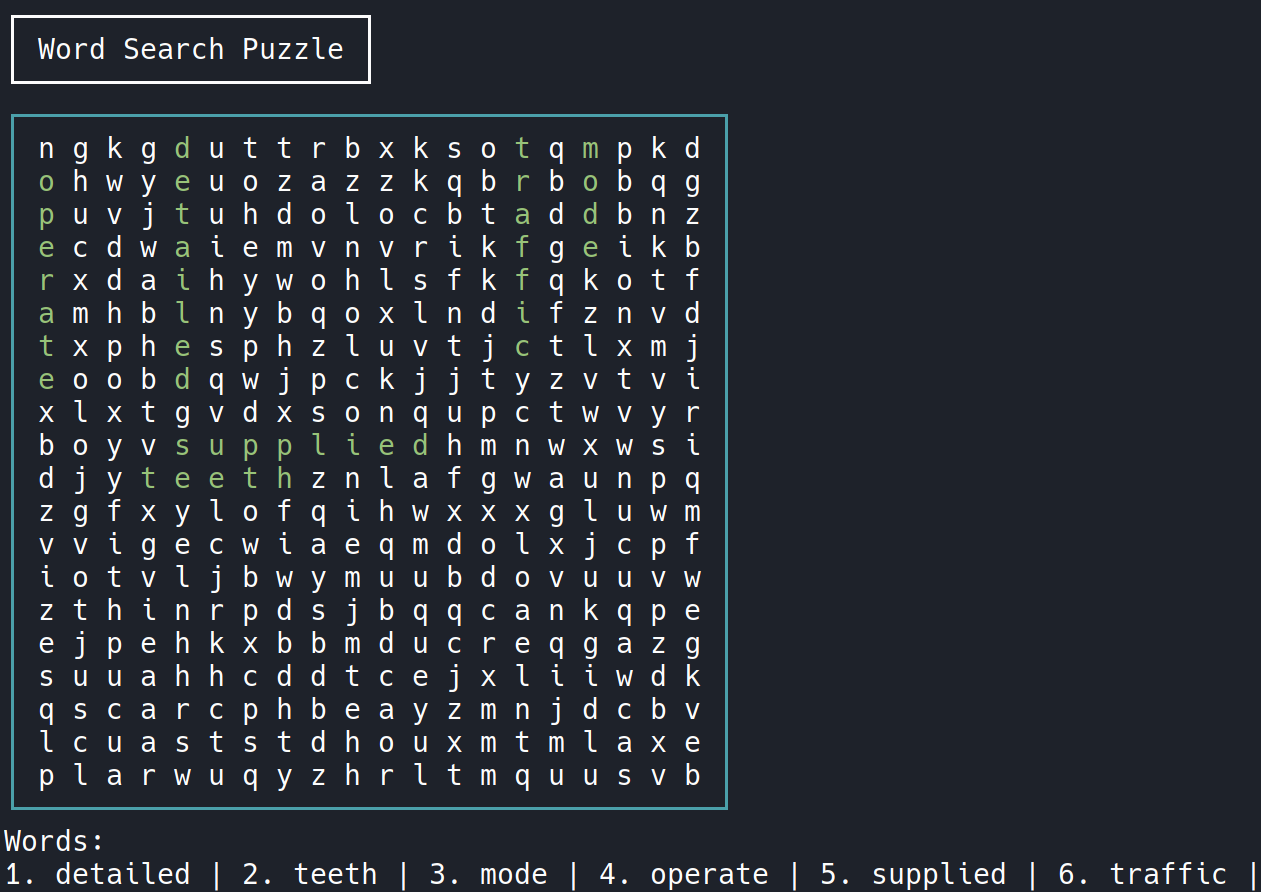 Word Search Puzzle
n g k g d u t t r b x k s o t q m p k d
o h w y e u o z a z z k q b r b o b q g
p u v j t u h d o l o c b t a d d b n z
e c d w a i e m v n v r i k f g e i k b
r x d a i h y w o h l s f k f q k o t f
a m h b l n y b q o x l n d i f z n v d
t x p h e s p h z l u v t j c t l x m j
e o o b d q w j p c k j j t y z v t v i
x l x t g v d x s o n q u p c t w v y r
b o y v s u p p l i e d h m n w x w s i
d j y t e e t h z n l a f g w a u n p q
z g f x y l o f q i h w x x x g l u w m
v v i g e c w i a e q m d o l x j c p f
i o t v l j b w y m u u b d o v u u v w
z t h i n r p d s j b q q c a n k q p e
e j p e h k x b b m d u c r e q g a z g
s u u a h h c d d t c e j x l i i w d k
q s c a r c p h b e a y z m n j d c b v
l c u a s t s t d h o u x m t m l a x e
p l a r w u q y z h r l t m q u u s v b
Words:
1. detailed | 2. teeth | 3. mode | 4. operate | 5. supplied | 6. traffic |